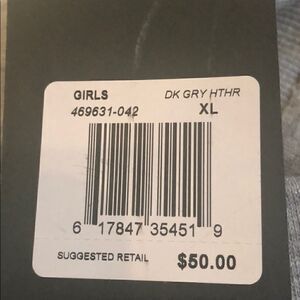 GIRLS DK GRY HTHR
469631-042 XL
6 17847 35451 9
SUGGESTED RETAIL $50.00